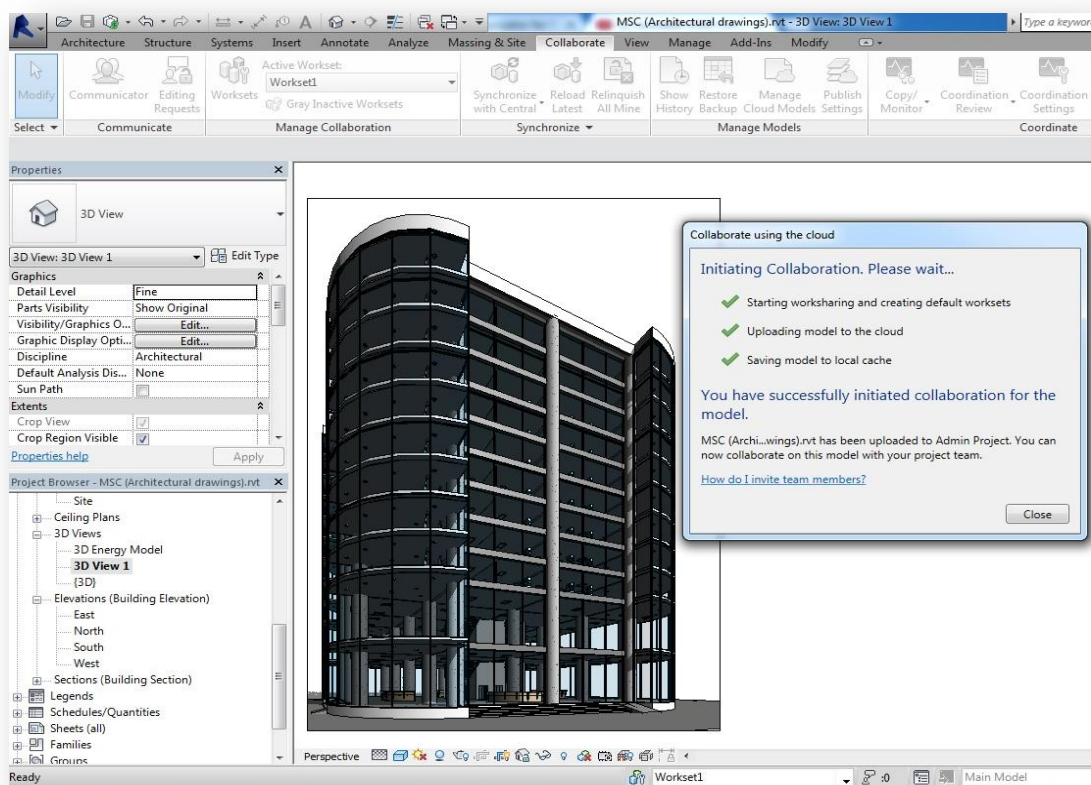 MSC (Architectural drawings).rvt - 3D View: 3D View 1
Type a keywor
Architecture Structure Systems Insert Annotate Analyze Massing & Site Collaborate View Manage Add-Ins Modify
Modify
Communicator
Editing Requests
Worksets
Active Workset:
Workset1
Gray Inactive Worksets
Synchronize with Central
Reload Latest
Relinquish All Mine
Show History
Restore Backup
Manage Cloud Models
Publish Settings
Copy/ Monitor
Coordination Review
Coordination Settings
Select Communicate Manage Collaboration Synchronize Manage Models Coordinate
Properties
3D View
3D View: 3D View 1 Edit Type
Graphics
Detail Level Fine
Parts Visibility Show Original
Visibility/Graphics O... Edit...
Graphic Display Opti... Edit...
Discipline Architectural
Default Analysis Dis... None
Sun Path
Extents
Crop View
Crop Region Visible
Properties help Apply
Project Browser - MSC (Architectural drawings).rvt
Site
Ceiling Plans
3D Views
3D Energy Model
3D View 1
{3D}
Elevations (Building Elevation)
East
North
South
West
Sections (Building Section)
Legends
Schedules/Quantities
Sheets (all)
Families
Groups
Collaborate using the cloud
Initiating Collaboration. Please wait...
Starting worksharing and creating default worksets
Uploading model to the cloud
Saving model to local cache
You have successfully initiated collaboration for the
model.
MSC (Archi...wings).rvt has been uploaded to Admin Project. You can
now collaborate on this model with your project team.
How do I invite team members?
Close
Perspective
Ready
Workset1
:0
Main Model